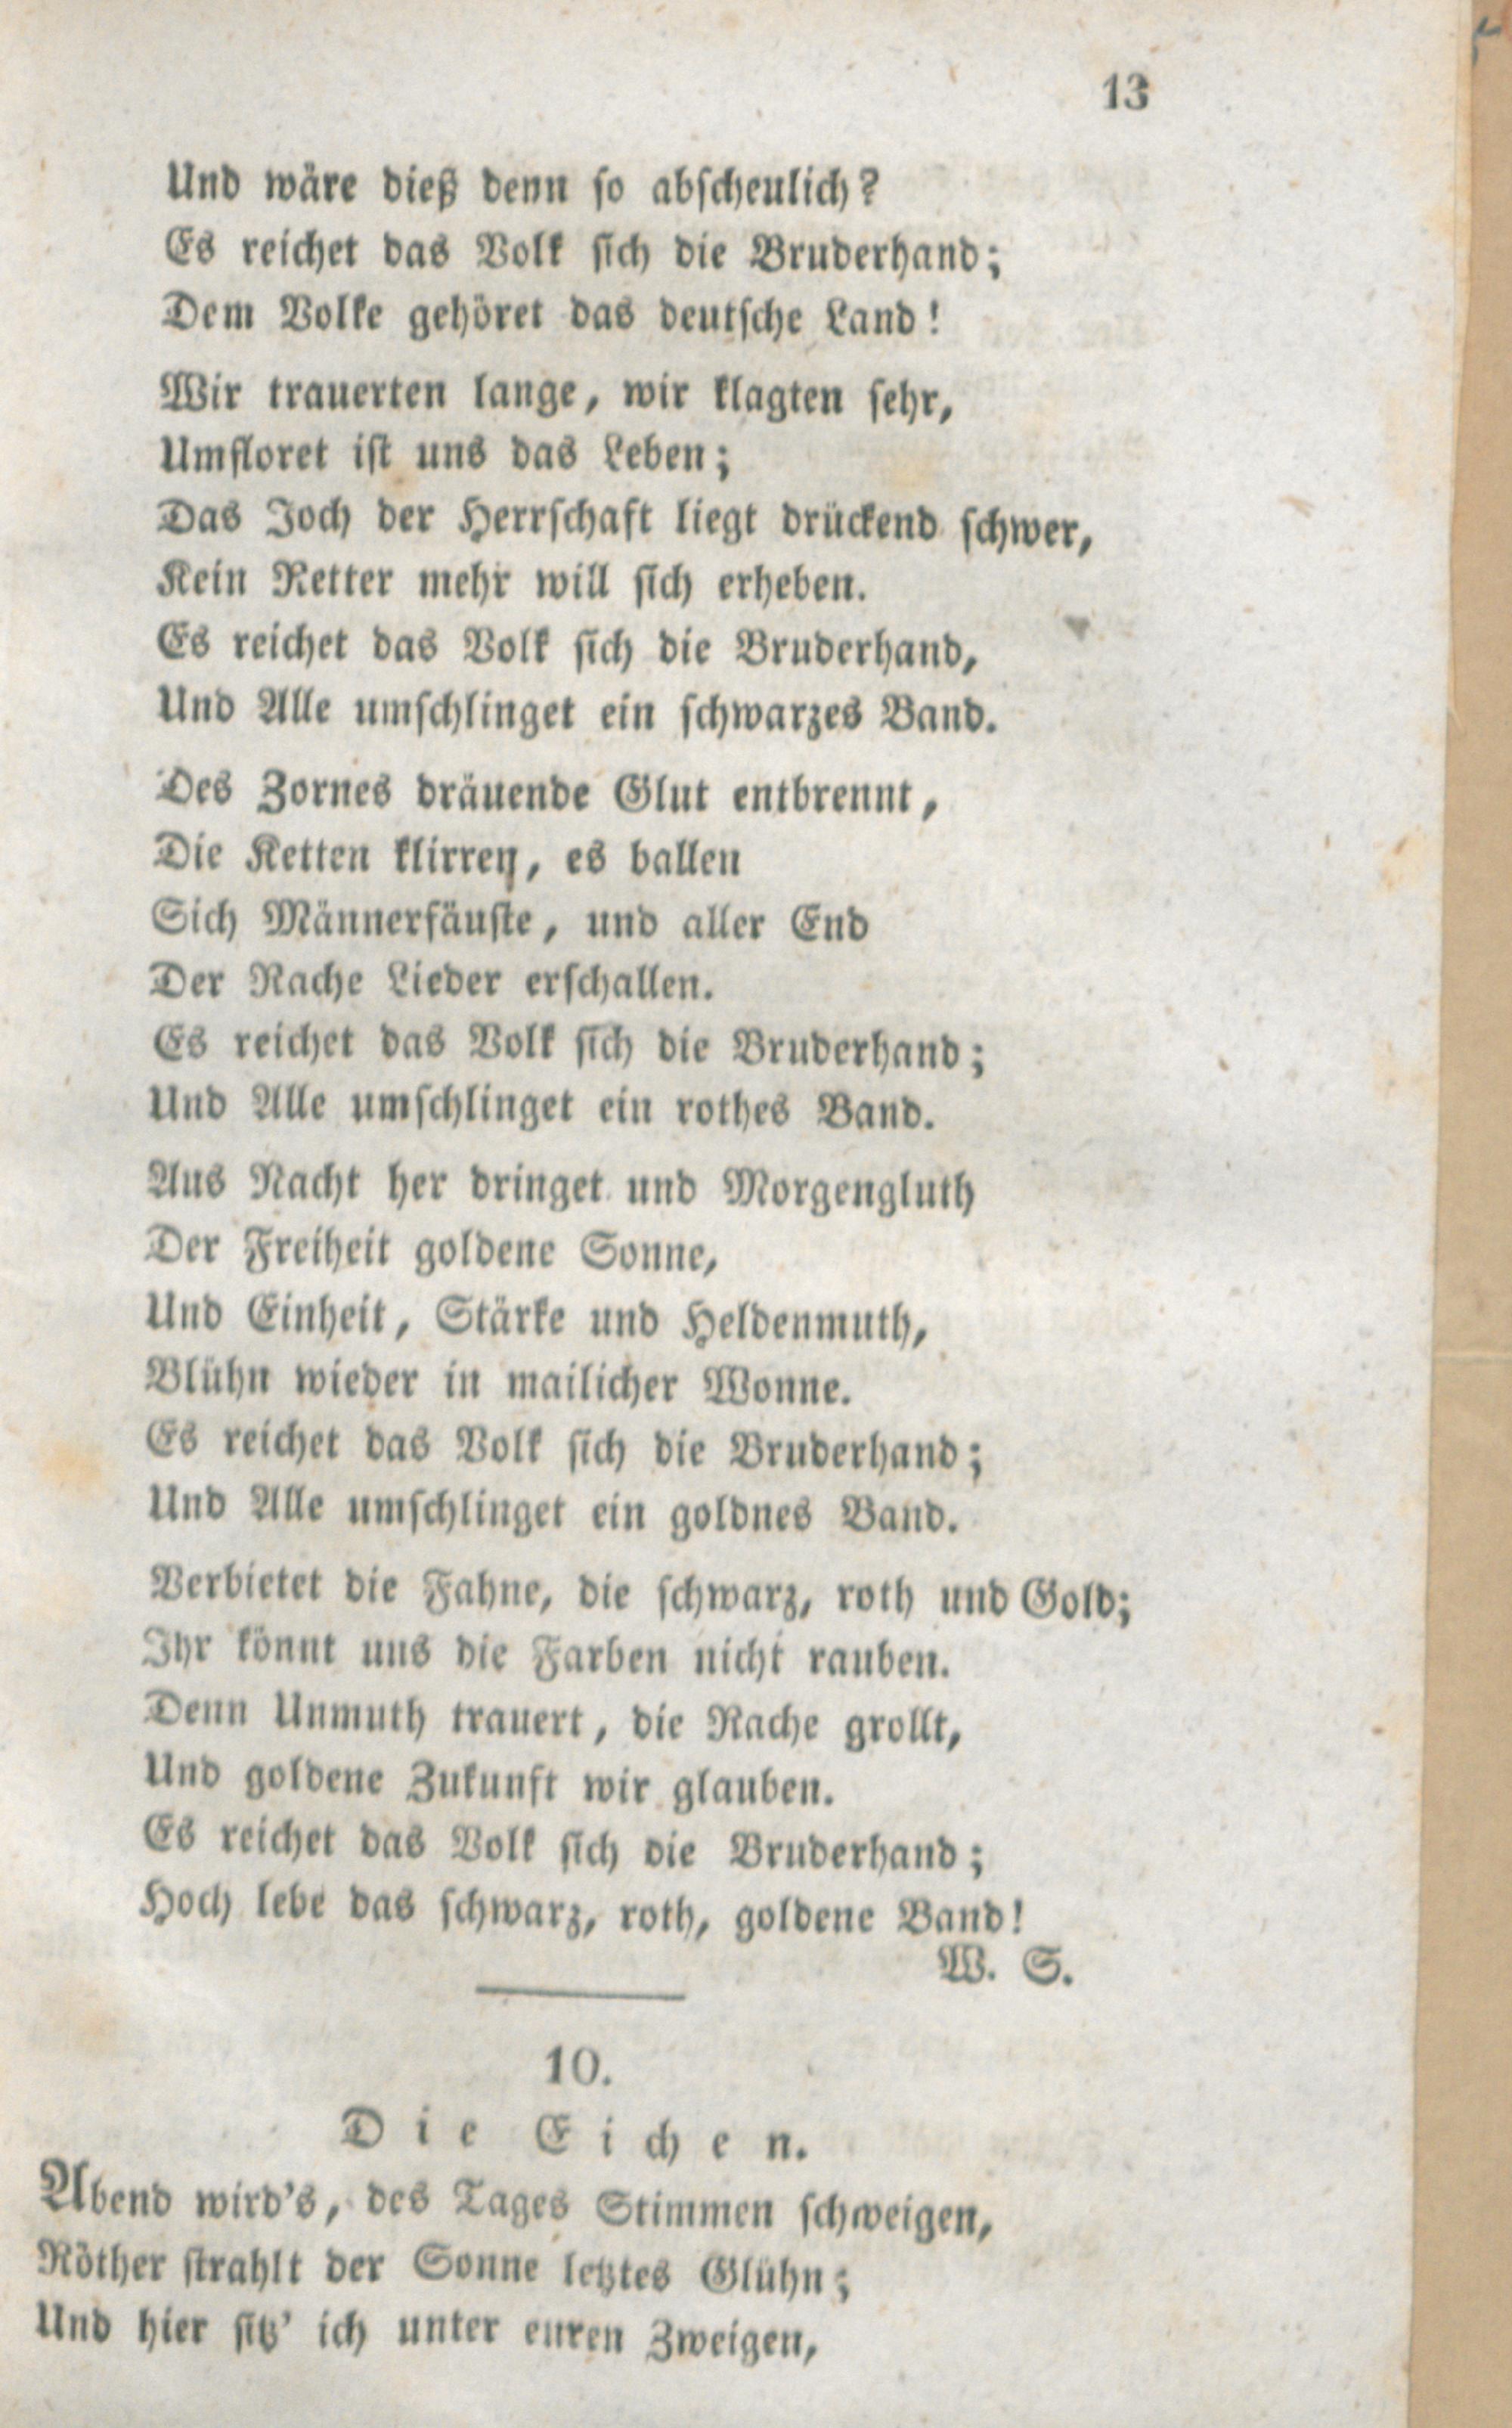 13
Und wäre dieß denn so abscheulich?
Es reichet das Volk sich die Bruderhand;
Dem Volke gehöret das deutsche Land!
Wir trauerten lange, wir klagten sehr,
Umfloret ist uns das Leben;
Das Joch der Herrschaft liegt drückend schwer,
Kein Retter mehr will sich erheben.
Es reichet das Volk sich die Bruderhand,
Und Alle umschlinget ein schwarzes Band.
Des Zornes dräuende Glut entbrennt,
Die Ketten klirren, es ballen
Sich Männerfäuste, und aller End
Der Rache Lieder erschallen.
Es reichet das Volk sich die Bruderhand;
Und Alle umschlinget ein rothes Band.
Aus Nacht her dringet und Morgengluth
Der Freiheit goldene Sonne,
Und Einheit, Stärke und Heldenmuth,
Blühn wieder in mailicher Wonne.
Es reichet das Volk sich die Bruderhand;
Und Alle umschlinget ein goldnes Band.
Verbietet die Fahne, die schwarz, roth und Gold;
Ihr könnt uns die Farben nicht rauben.
Denn Unmuth trauert, die Rache grollt,
Und goldene Zukunft wir glauben.
Es reichet das Volk sich die Bruderhand;
Hoch lebe das schwarz, roth, goldene Band!
W. S.
10.
Die Eichen.
Abend wird's, des Tages Stimmen schweigen,
Röther strahlt der Sonne letztes Glühn;
Und hier sitz' ich unter euren Zweigen,